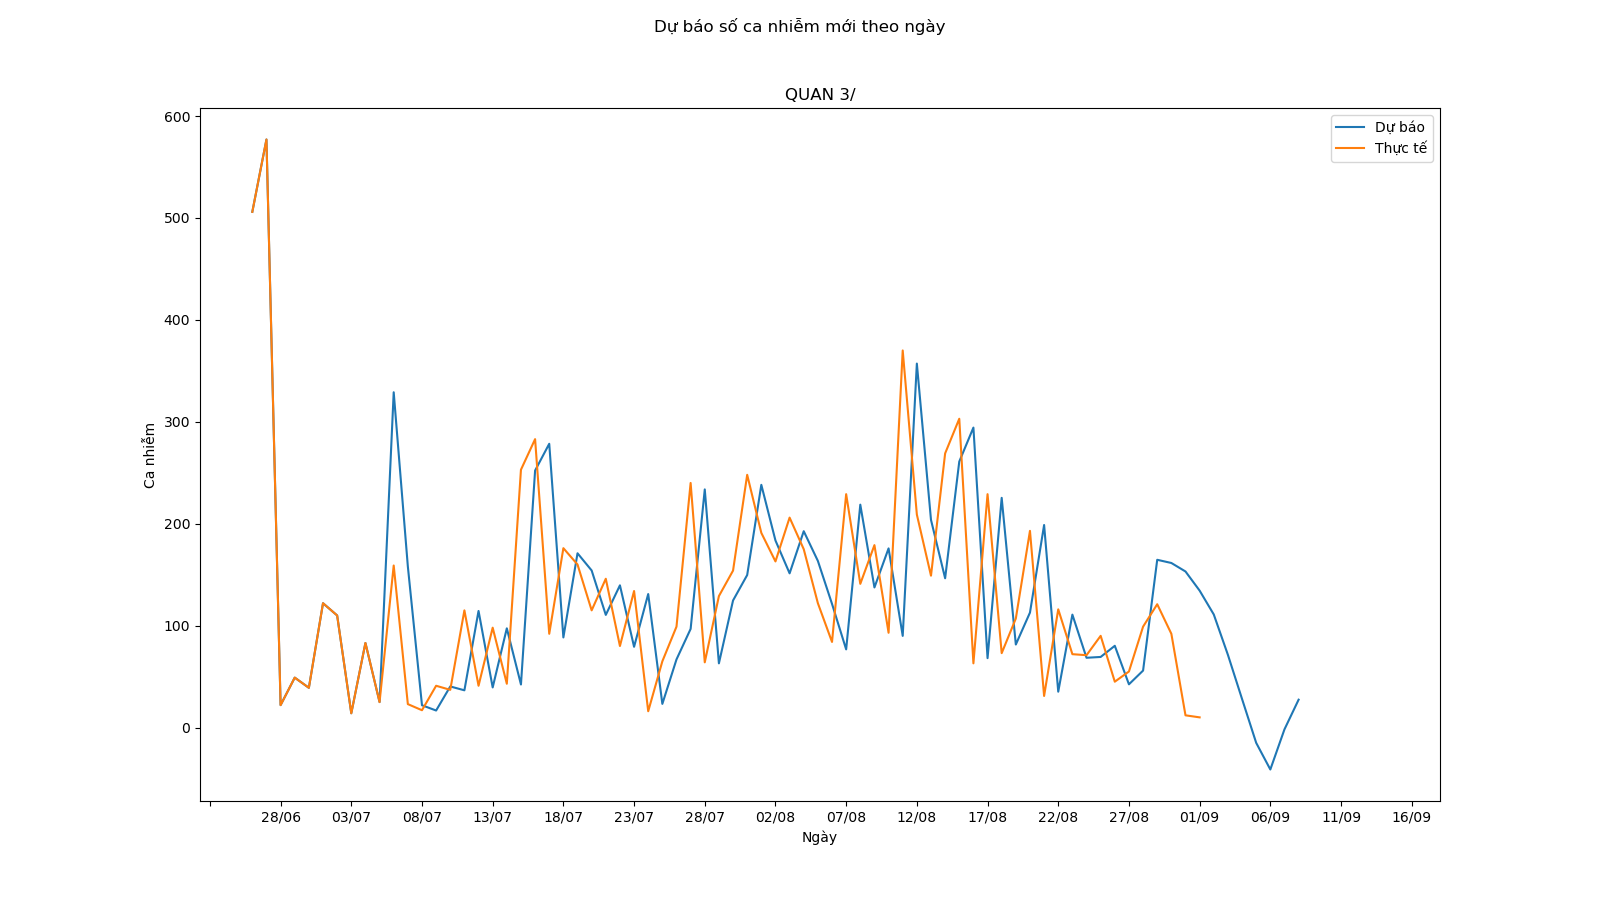 Dự báo số ca nhiễm mới theo ngày
QUAN 3/
Dự báo
Thực tế
600
500
400
300
200
100
0
Ca nhiễm
28/06 03/07 08/07 13/07 18/07 23/07 28/07 02/08 07/08 12/08 17/08 22/08 27/08 01/09 06/09 11/09 16/09
Ngày